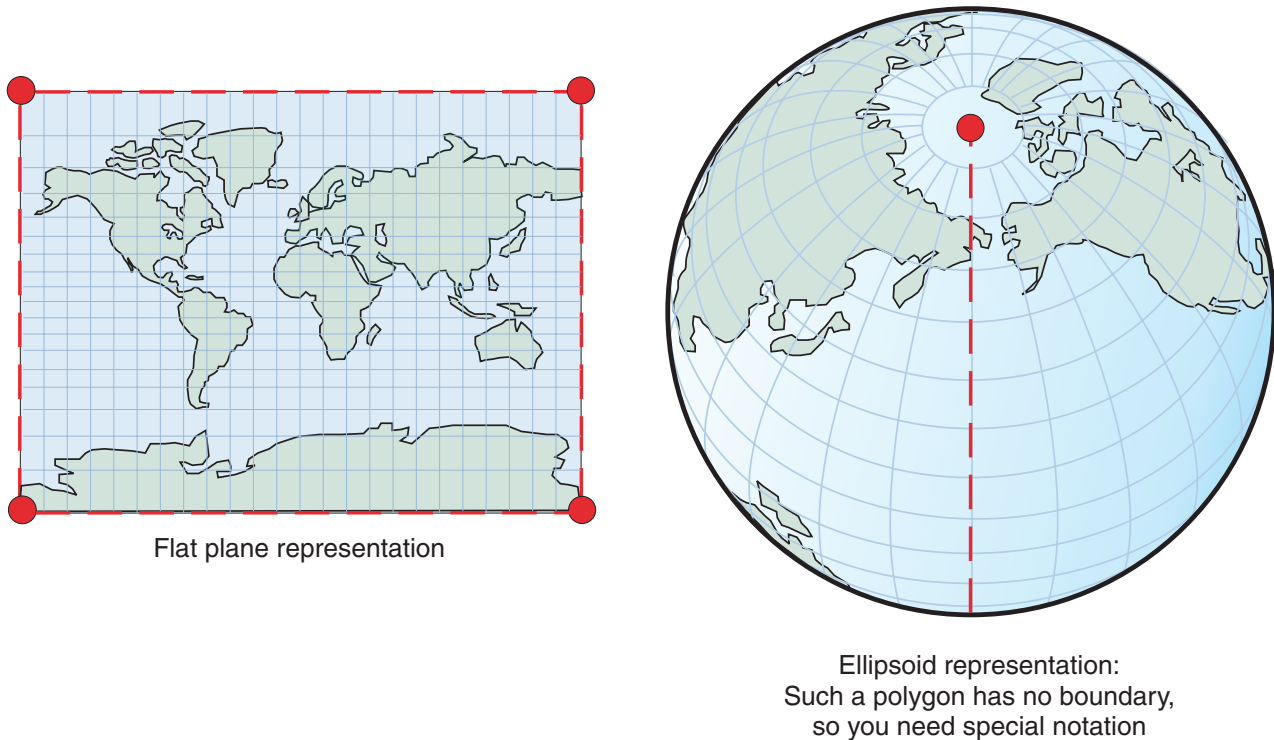 Flat plane representation
Ellipsoid representation:
Such a polygon has no boundary,
so you need special notation